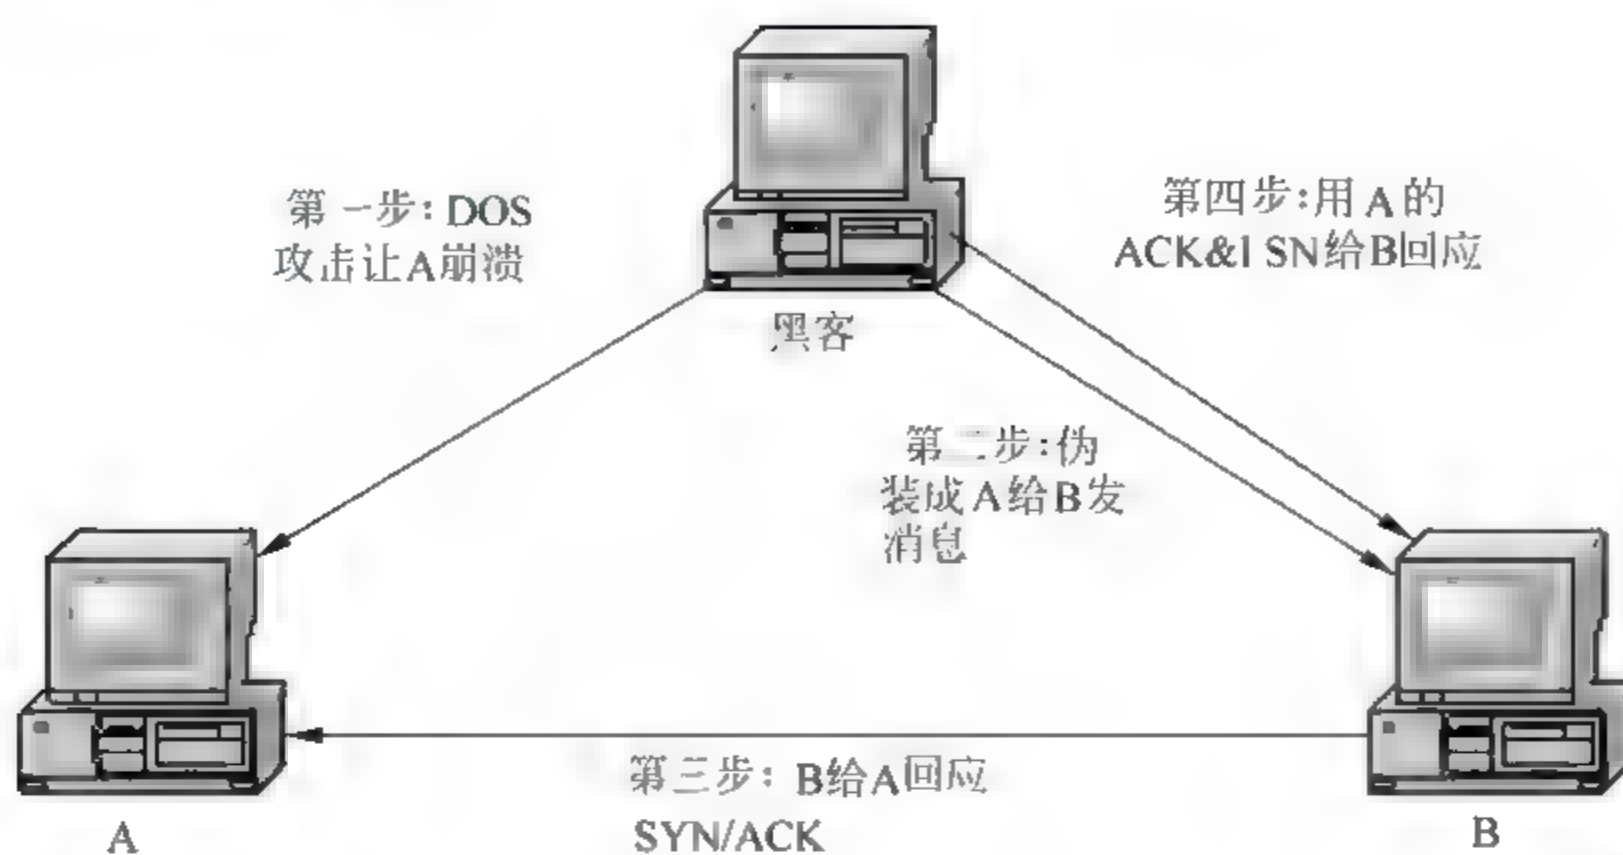 第一步：DOS
攻击让A崩溃
第四步：用A的
ACK&I SN给B回应
黑客
第二步：伪
装成A给B发
消息
第三步：B给A回应
SYN/ACK
A
B